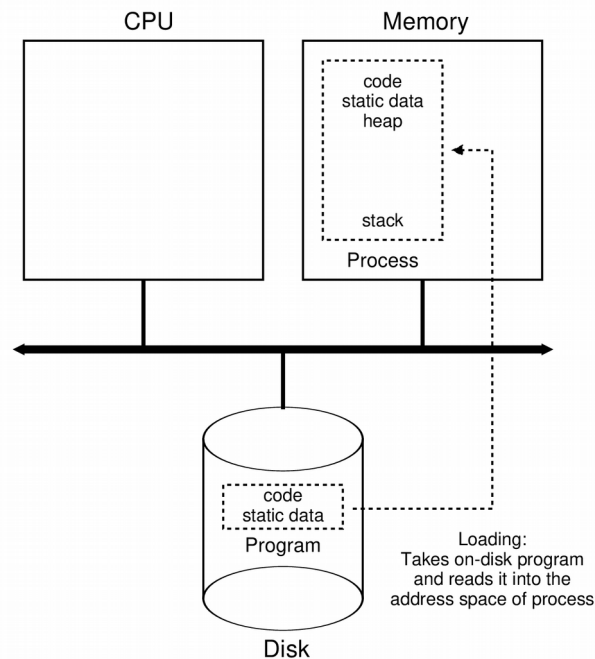 CPU
Memory
code
static data
heap
stack
Process
code
static data
Program
Loading:
Takes on-disk program
and reads it into the
address space of process
Disk